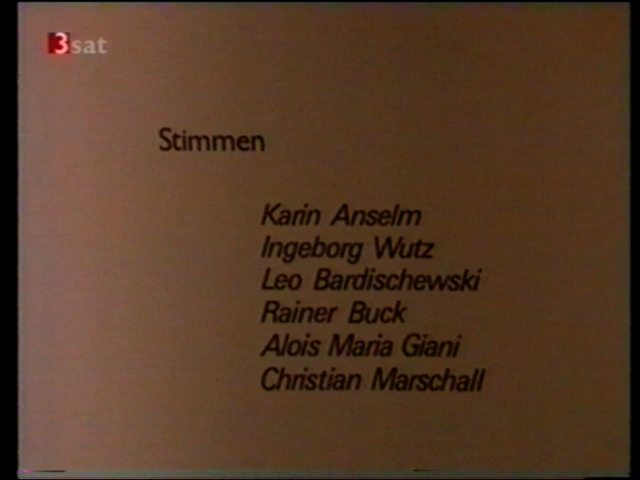 3sat
Stimmen
Karin Anselm
Ingeborg Wutz
Leo Bardischewski
Rainer Buck
Alois Maria Giani
Christian Marschall